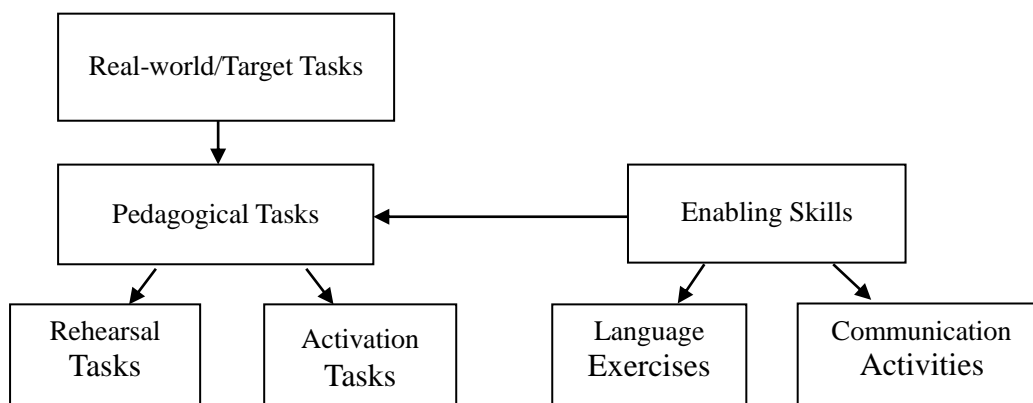 Real-world/Target Tasks
Pedagogical Tasks
Enabling Skills
Rehearsal
Tasks
Activation
Tasks
Language
Exercises
Communication
Activities